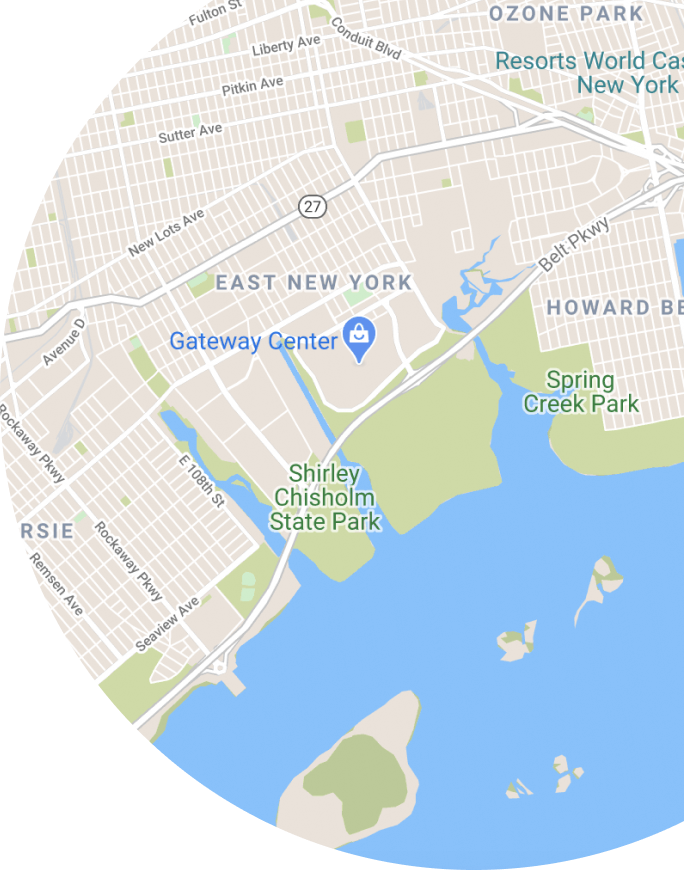 Fulton St
OZONE PARK
Conduit Blvd
Liberty Ave
Resorts World Cas
New York
Pitkin Ave
Sutter Ave
27
New Lots Ave
Belt Pkwy
EAST NEW YORK
HOWARD BE
Avenue D
Gateway Center
Spring
Creek Park
Rockaway Pkwy
E 108th St
Shirley
Chisholm
State Park
RSIE
Rockaway Pkwy
Remsen Ave
Seaview Ave